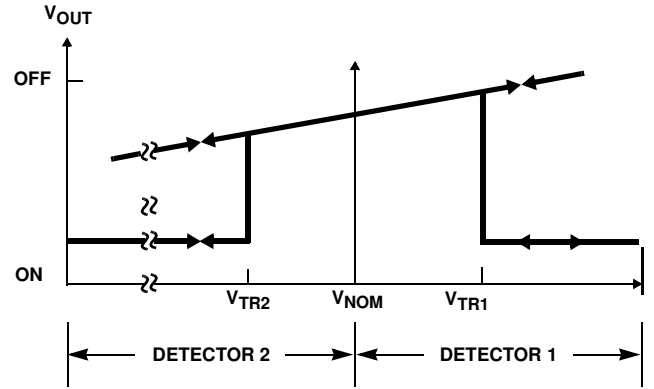 VOUT
OFF
ON
VTR2
VNOM
VTR1
DETECTOR 2
DETECTOR 1